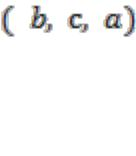 ( b, c, a)